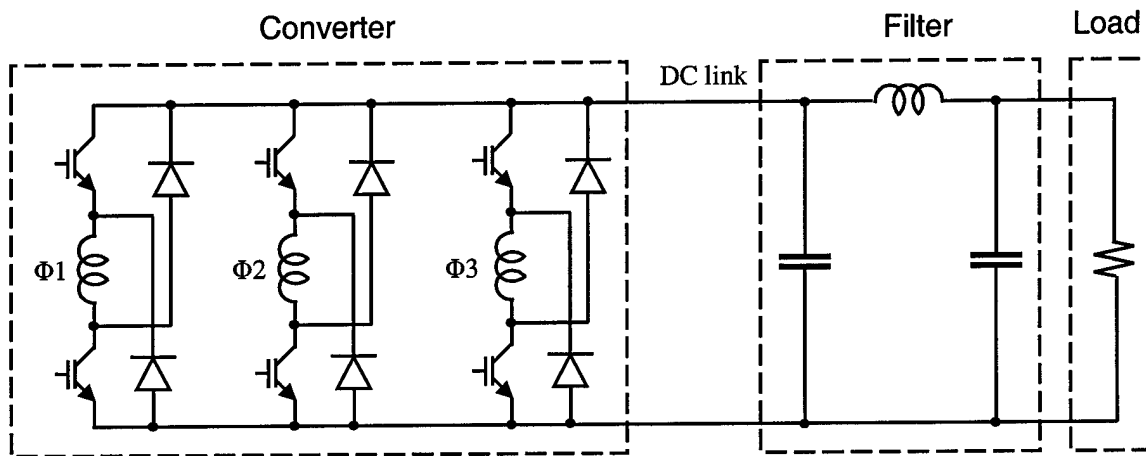 Converter
Filter
Load
DC link
Φ1
Φ2
Φ3